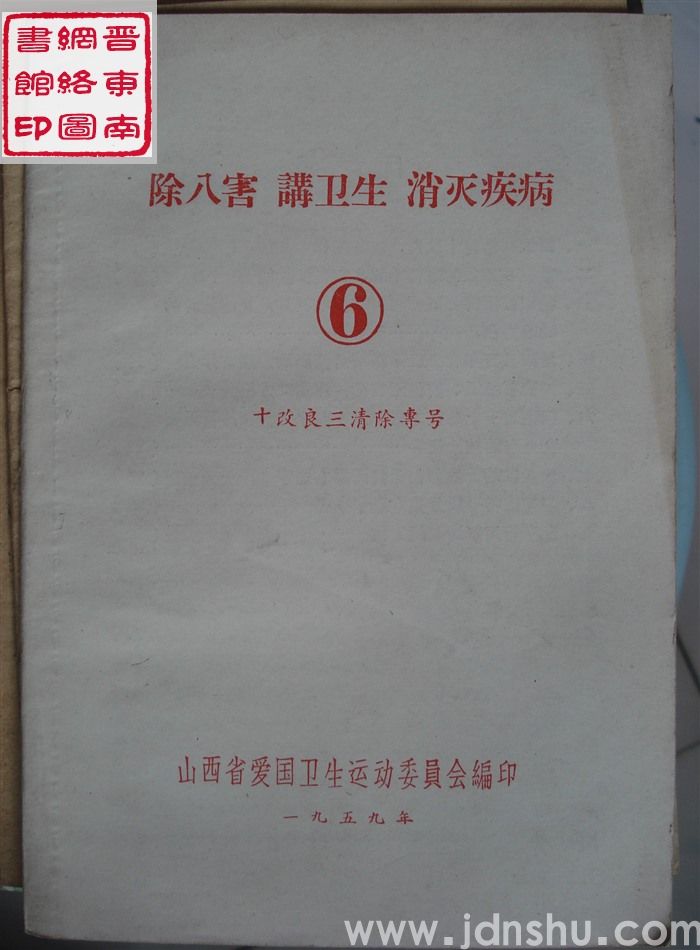 晋東南
網絡圖
書館印
除八害 講卫生 消灭疾病
6
十改良三清除專号
山西省爱国卫生运动委員会編印
一九五九年
www.jdnshu.com